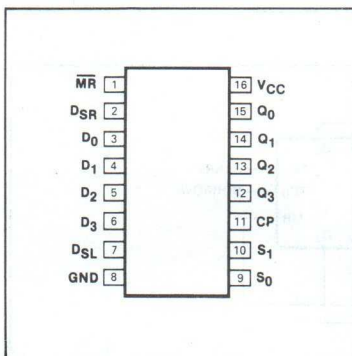 MR 1 16 VCC
DSR 2 15 Q0
D0 3 14 Q1
D1 4 13 Q2
D2 5 12 Q3
D3 6 11 CP
DSL 7 10 S1
GND 8 9 S0